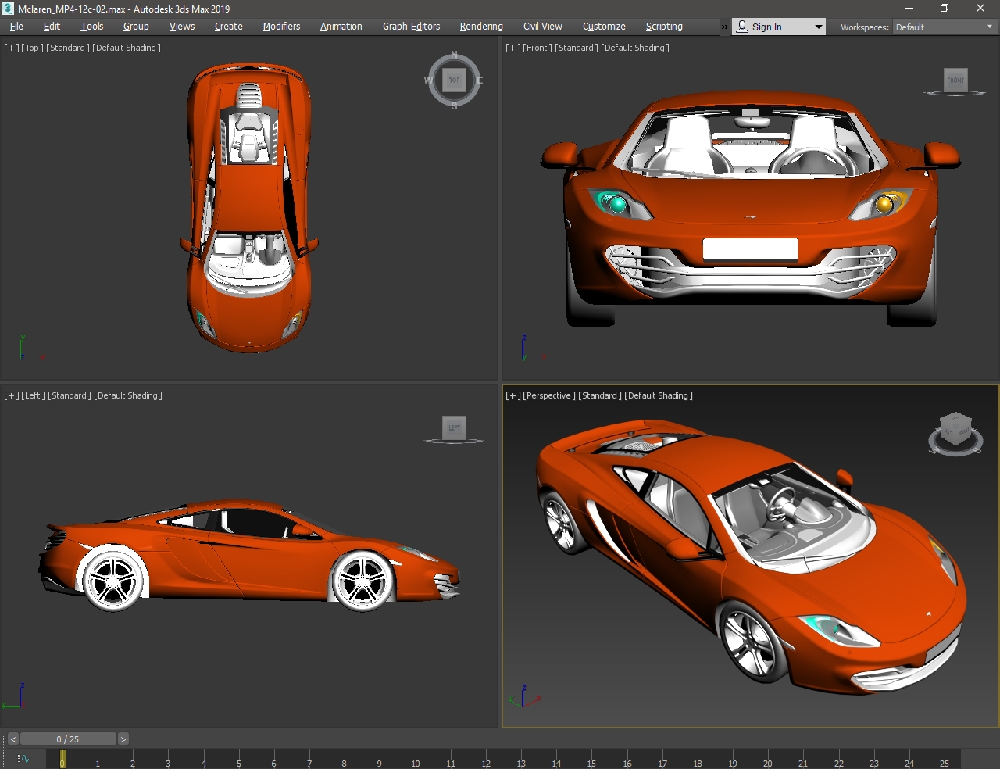 Mclaren_MP4-12c-02.max - Autodesk 3ds Max 2019
File Edit Tools Group Views Create Modifiers Animation Graph Editors Rendering Civil View Customize Scripting » Sign In Workspaces: Default
[+] [Top] [Standard] [Default Shading]
[+] [Front] [Standard] [Default Shading]
N
W TOP E
S
FRONT
y
x
z
x
[+] [Left] [Standard] [Default Shading]
[+] [Perspective] [Standard] [Default Shading]
LEFT
z
z
< 0 / 25 >
0 1 2 3 4 5 6 7 8 9 10 11 12 13 14 15 16 17 18 19 20 21 22 23 24 25